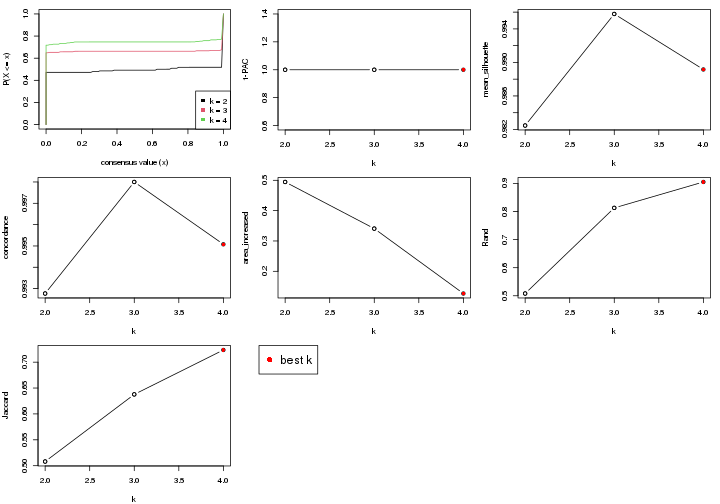 P(X <= x)
0.0 0.2 0.4 0.6 0.8 1.0
k = 2
k = 3
k = 4
0.0 0.2 0.4 0.6 0.8 1.0
consensus value (x)
1-PAC
0.6 0.8 1.0 1.2 1.4
2.0 2.5 3.0 3.5 4.0
k
mean_silhouette
0.982 0.986 0.990 0.994
2.0 2.5 3.0 3.5 4.0
k
concordance
0.993 0.995 0.997
2.0 2.5 3.0 3.5 4.0
k
area_increased
0.2 0.3 0.4 0.5
2.0 2.5 3.0 3.5 4.0
k
Rand
0.5 0.6 0.7 0.8 0.9
2.0 2.5 3.0 3.5 4.0
k
Jaccard
0.50 0.55 0.60 0.65 0.70
2.0 2.5 3.0 3.5 4.0
k
best k